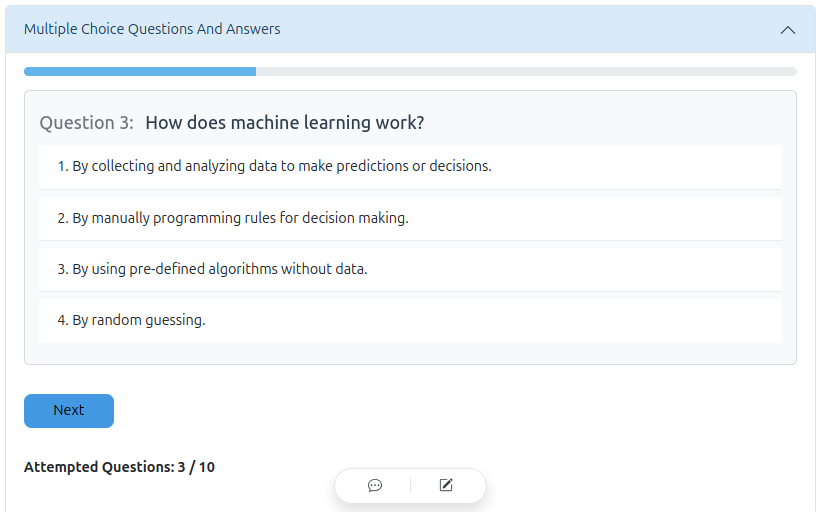 Multiple Choice Questions And Answers
Question 3: How does machine learning work?
1. By collecting and analyzing data to make predictions or decisions.
2. By manually programming rules for decision making.
3. By using pre-defined algorithms without data.
4. By random guessing.
Next
Attempted Questions: 3 / 10